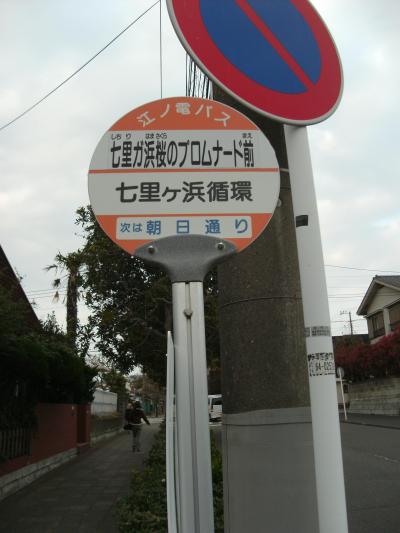 江ノ電バス
しちり はまさくら まえ
七里ガ浜桜のプロムナード前
七里ヶ浜循環
次は 朝日通り